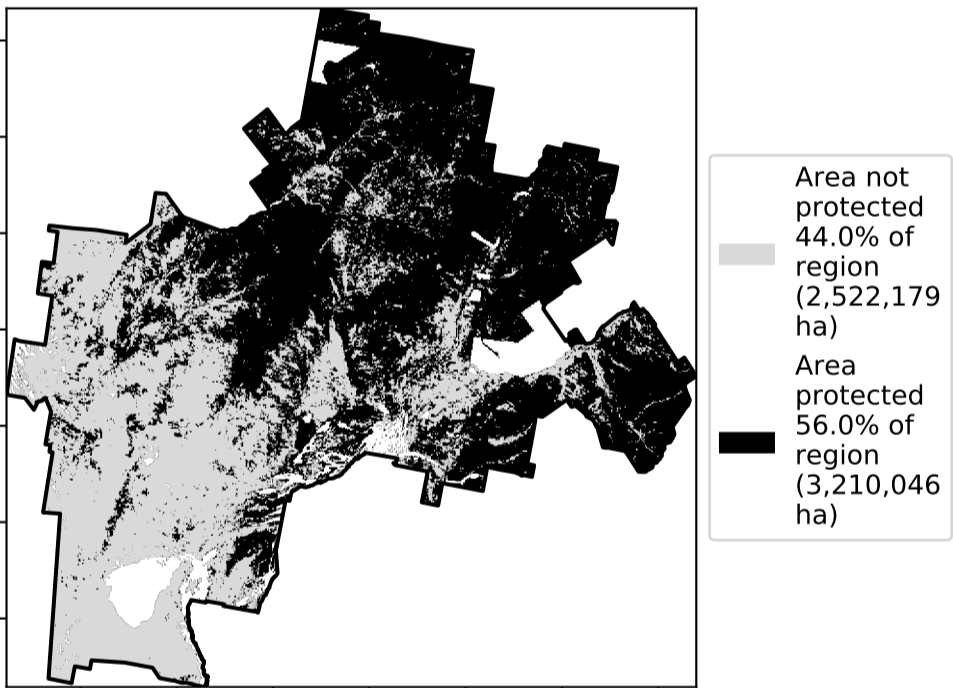 Area not
protected
44.0% of
region
(2,522,179
ha)
Area
protected
56.0% of
region
(3,210,046
ha)